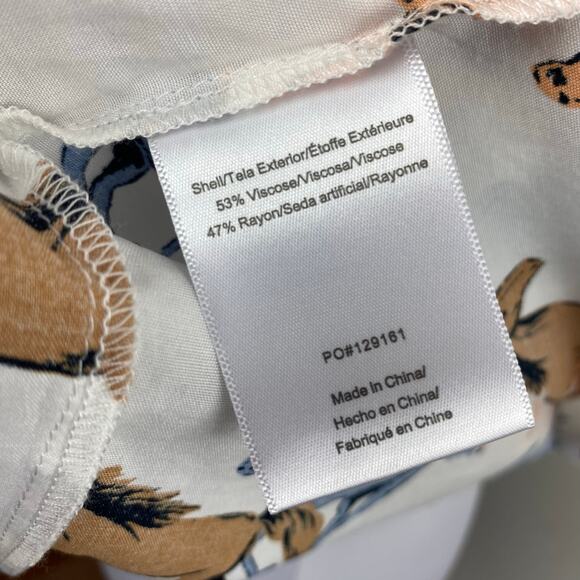 Shell/Tela Exterior/Étoffe Extérieure
53% Viscose/Viscosa/Viscose
47% Rayon/Seda artificial/Rayonne
PO#129161
Made In China/
Hecho en China/
Fabriqué en Chine